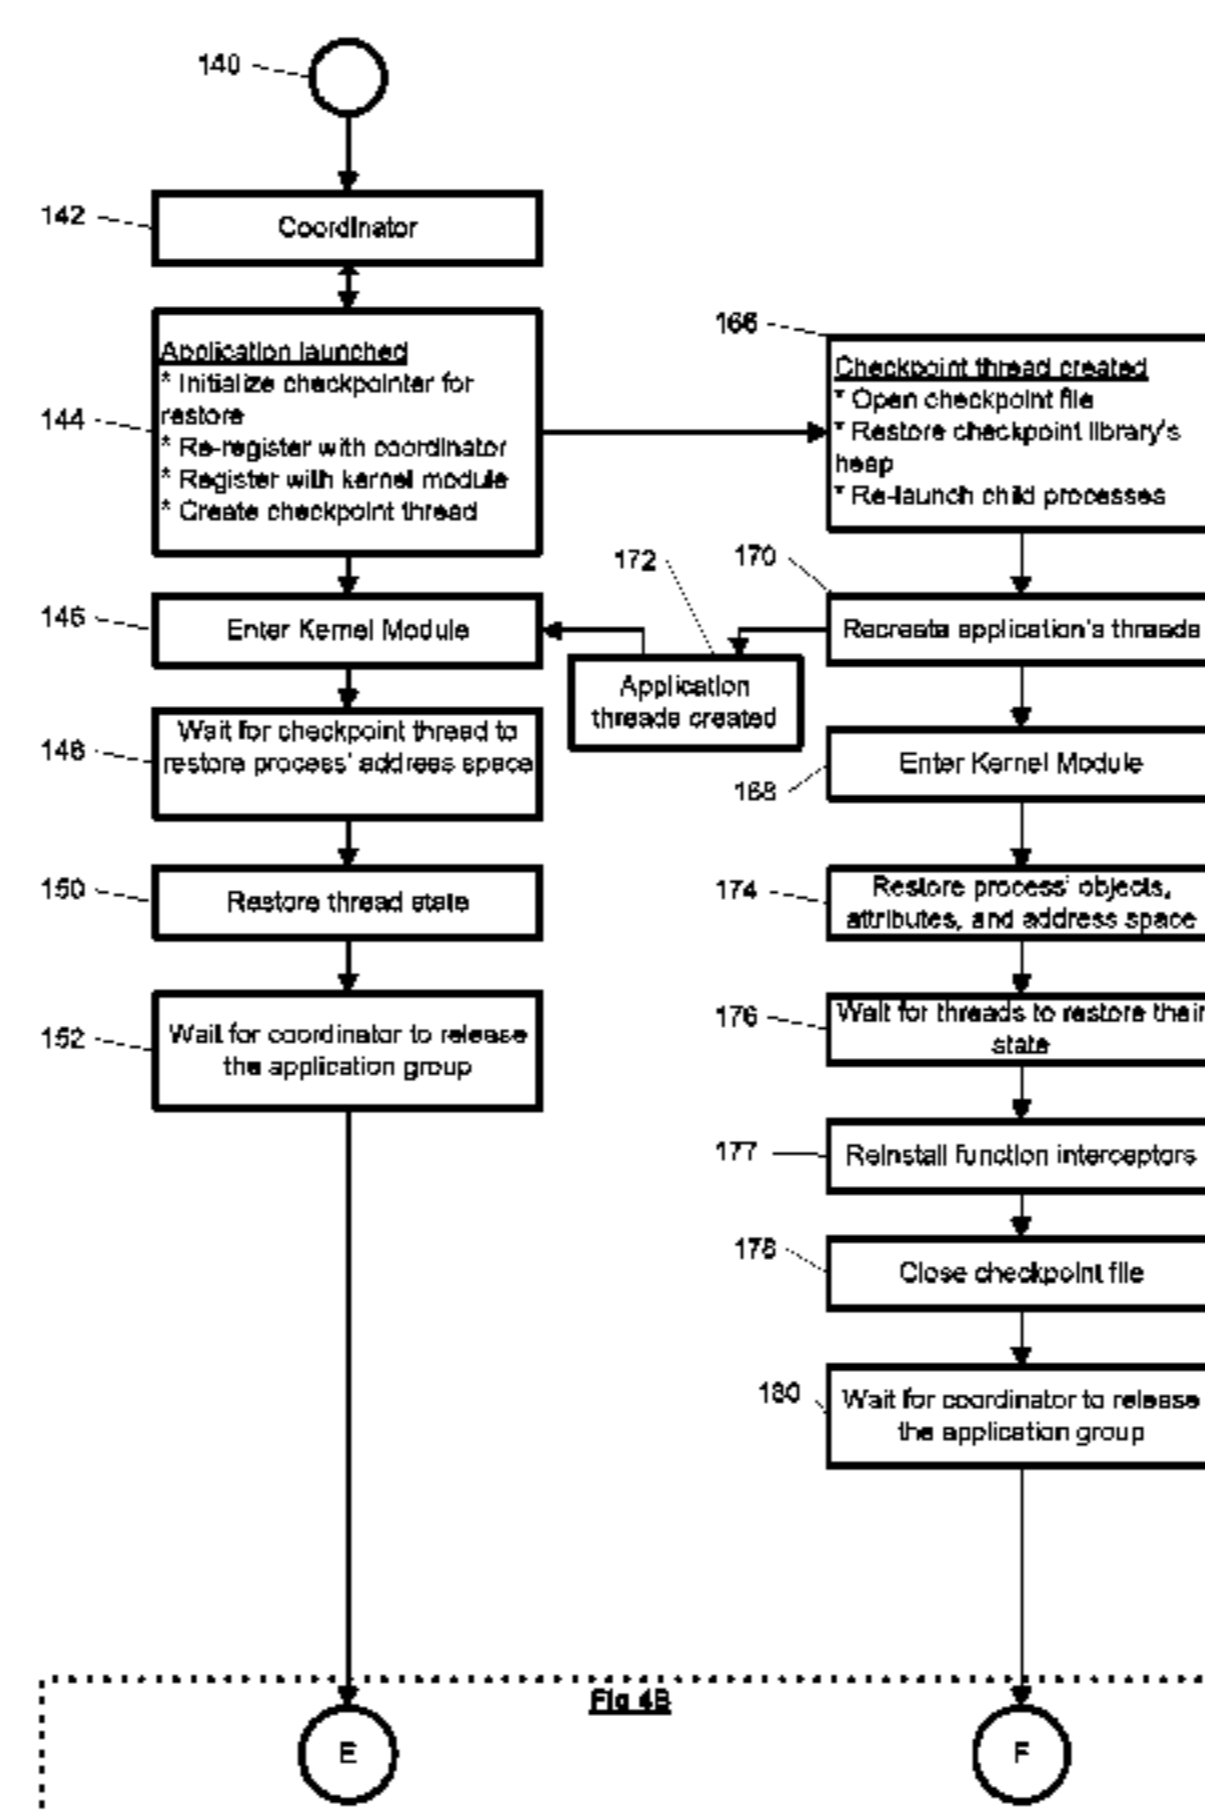 140
142
Coordinator
144
Application launched
* Initialize checkpointer for
restore
* Re-register with coordinator
* Register with kernel module
* Create checkpoint thread
166
Checkpoint thread created
* Open checkpoint file
* Restore checkpoint library's
heap
* Re-launch child processes
146
Enter Kernel Module
172
Application
threads created
170
Recreate application's threads
148
Wait for checkpoint thread to
restore process' address space
168
Enter Kernel Module
150
Restore thread state
174
Restore process' objects,
attributes, and address space
152
Wait for coordinator to release
the application group
176
Wait for threads to restore their
state
177
Reinstall function interceptors
178
Close checkpoint file
180
Wait for coordinator to release
the application group
Fig 4B
E
F